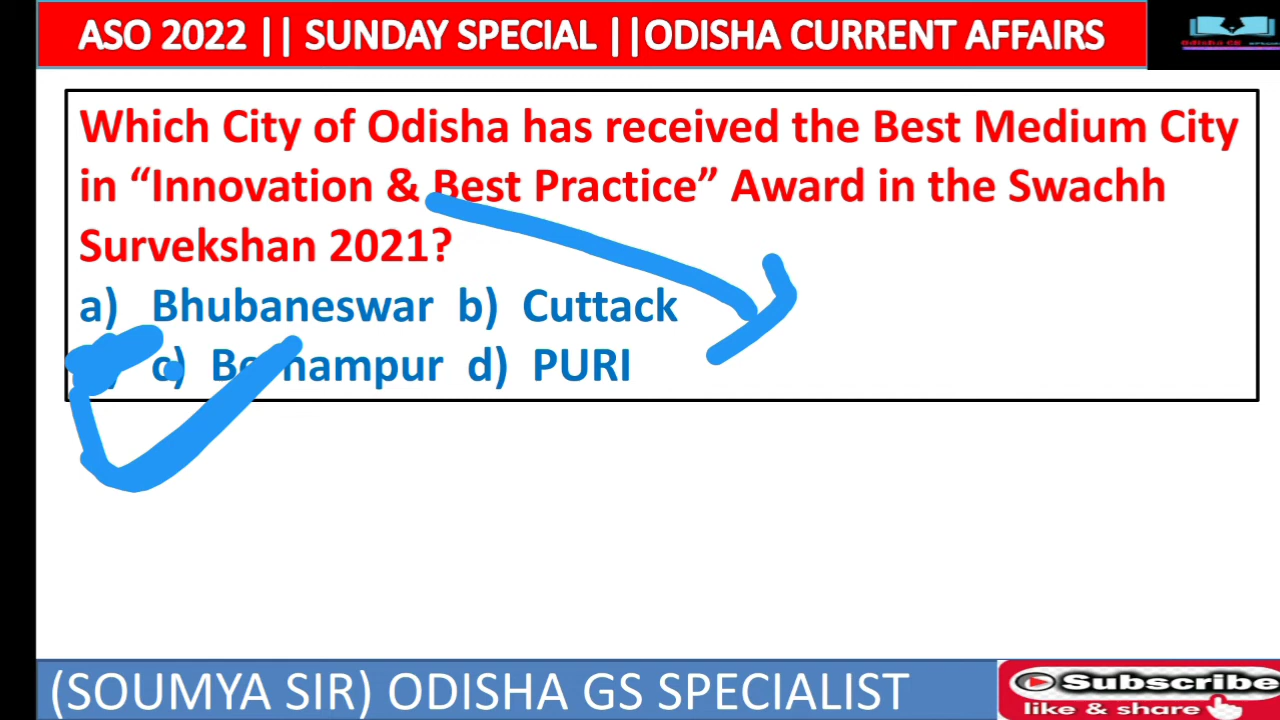 ASO 2022 || SUNDAY SPECIAL ||ODISHA CURRENT AFFAIRS
Which City of Odisha has received the Best Medium City
in “Innovation & Best Practice” Award in the Swachh
Survekshan 2021?
a) Bhubaneswar b) Cuttack
c) Berhampur d) PURI
(SOUMYA SIR) ODISHA GS SPECIALIST
Subscribe
like & share